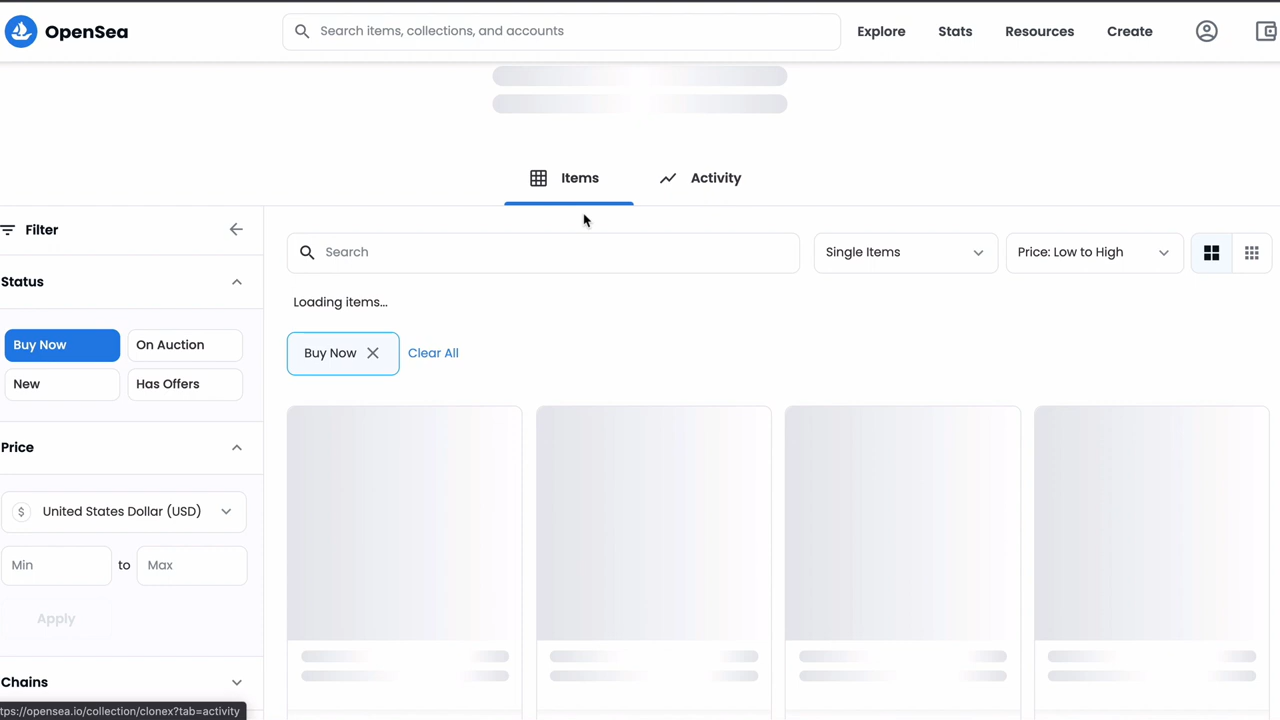 OpenSea
Search items, collections, and accounts
Explore
Stats
Resources
Create
Items
Activity
Filter
Search
Single Items
Price: Low to High
Status
Loading items...
Buy Now
On Auction
Buy Now
Clear All
New
Has Offers
Price
$
United States Dollar (USD)
Min
to
Max
Apply
Chains
tps://opensea.io/collection/clonex?tab=activity